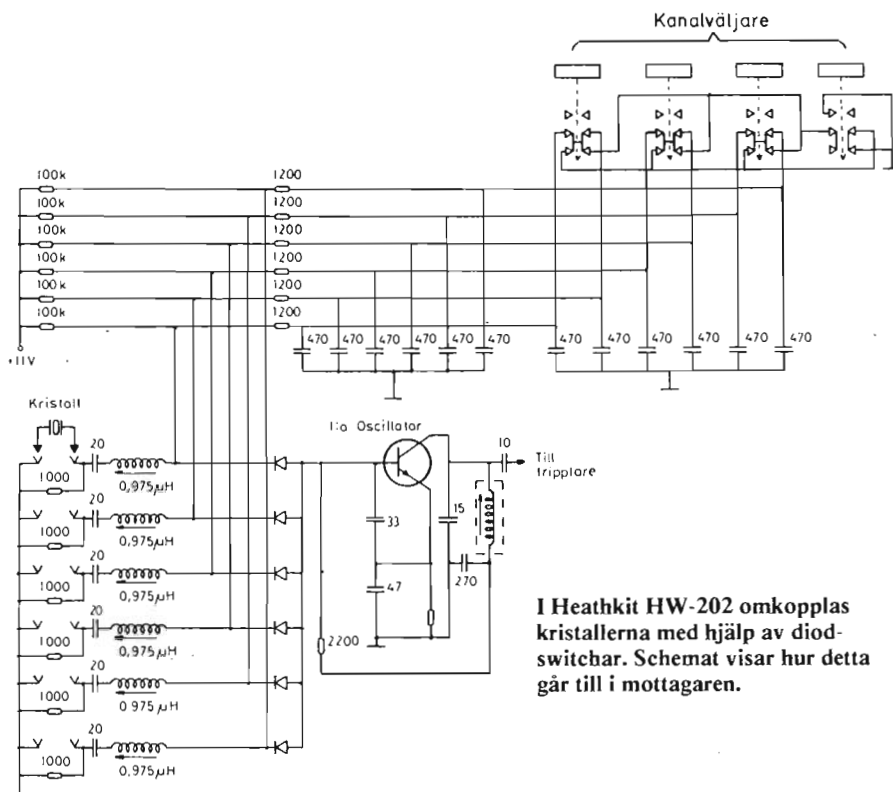 Kanalväljare
100k 1200
100k 1200
100k 1200
100k 1200
100k 1200
100k 1200
+11V
470 470 470 470 470 470 470 470 470 470 470 470
Kristall
1:a Oscillator
20
1000
0,975µH
10
Till
tripplare
20
1000
0,975µH
33
15
20
1000
0,975µH
47
270
20
1000
0,975µH
2200
20
1000
0,975µH
20
1000
0,975µH
I Heathkit HW-202 omkopplas
kristallerna med hjälp av diod-
switchar. Schemat visar hur detta
går till i mottagaren.